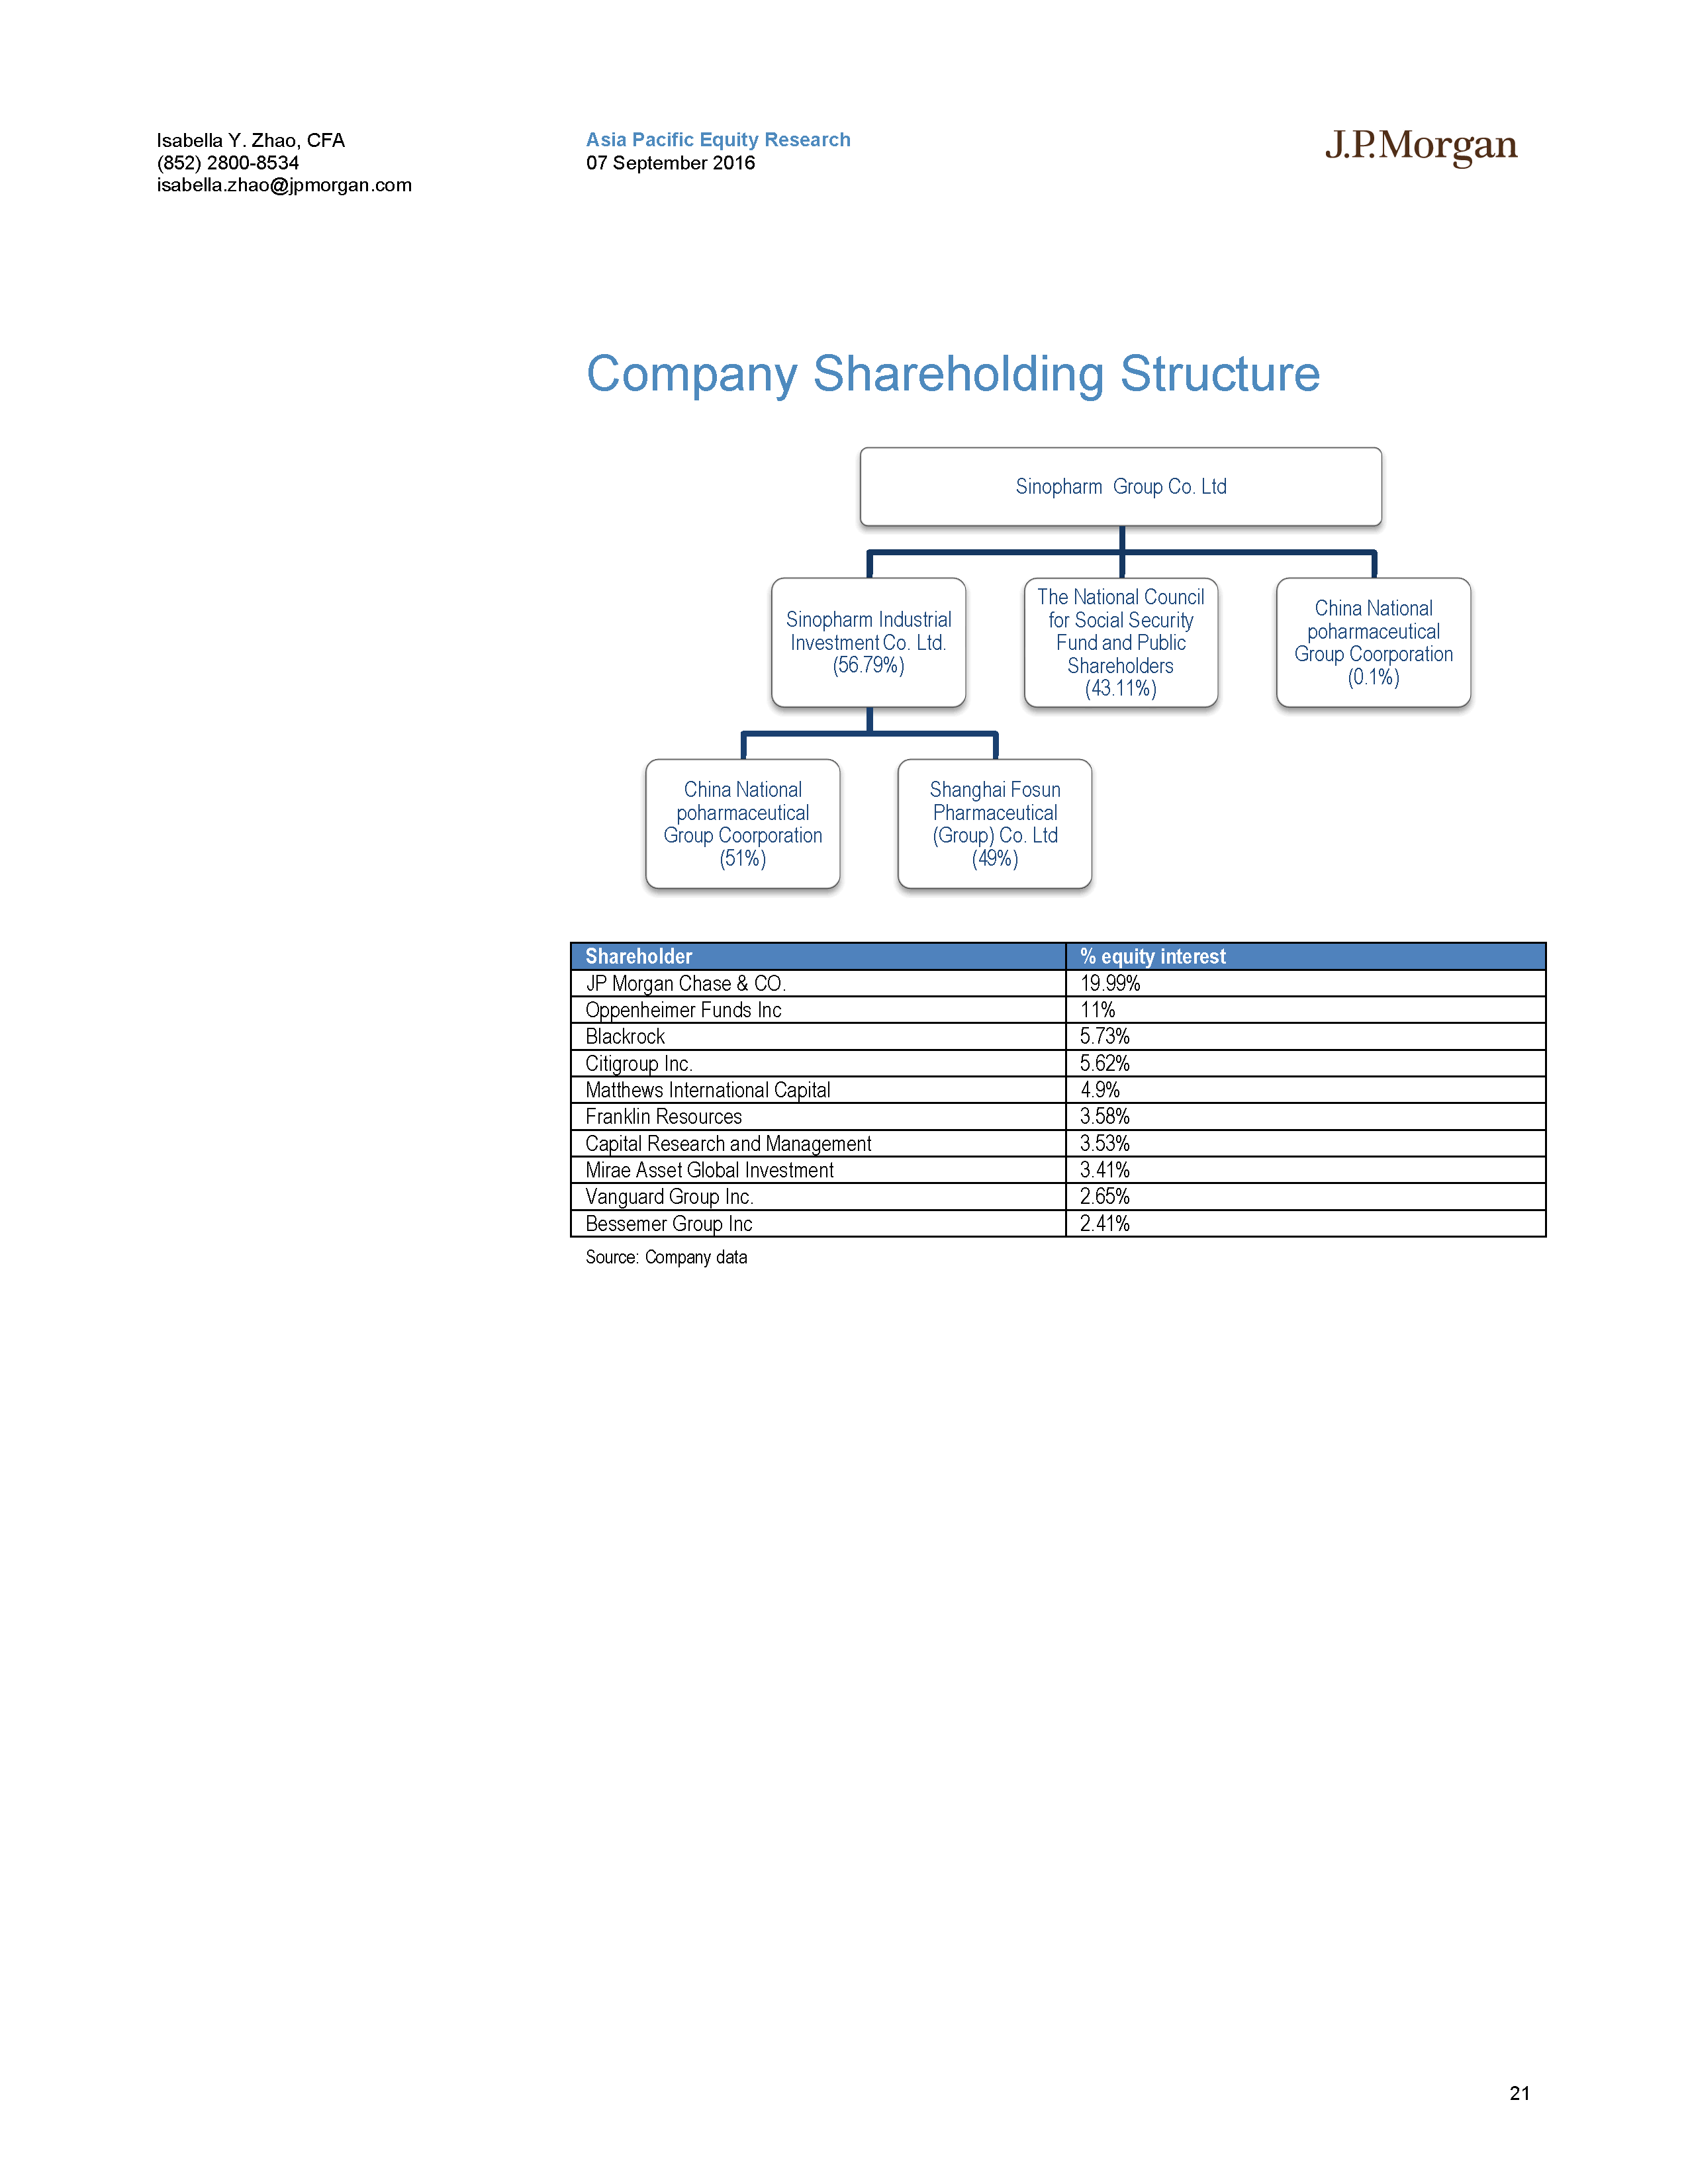 Isabella Y. Zhao, CFA
(852) 2800-8534
isabella.zhao@jpmorgan.com
Asia Pacific Equity Research
07 September 2016
J.P.Morgan
Company Shareholding Structure
Sinopharm  Group Co. Ltd
Sinopharm Industrial
Investment Co. Ltd.
(56.79%)
The National Council
for Social Security
Fund and Public
Shareholders
(43.11%)
China National
poharmaceutical
Group Coorporation
(0.1%)
China National
poharmaceutical
Group Coorporation
(51%)
Shanghai Fosun
Pharmaceutical
(Group) Co. Ltd
(49%)
Shareholder % equity interest
JP Morgan Chase & CO. 19.99%
Oppenheimer Funds Inc 11%
Blackrock 5.73%
Citigroup Inc. 5.62%
Matthews International Capital 4.9%
Franklin Resources 3.58%
Capital Research and Management 3.53%
Mirae Asset Global Investment 3.41%
Vanguard Group Inc. 2.65%
Bessemer Group Inc 2.41%
Source: Company data
21